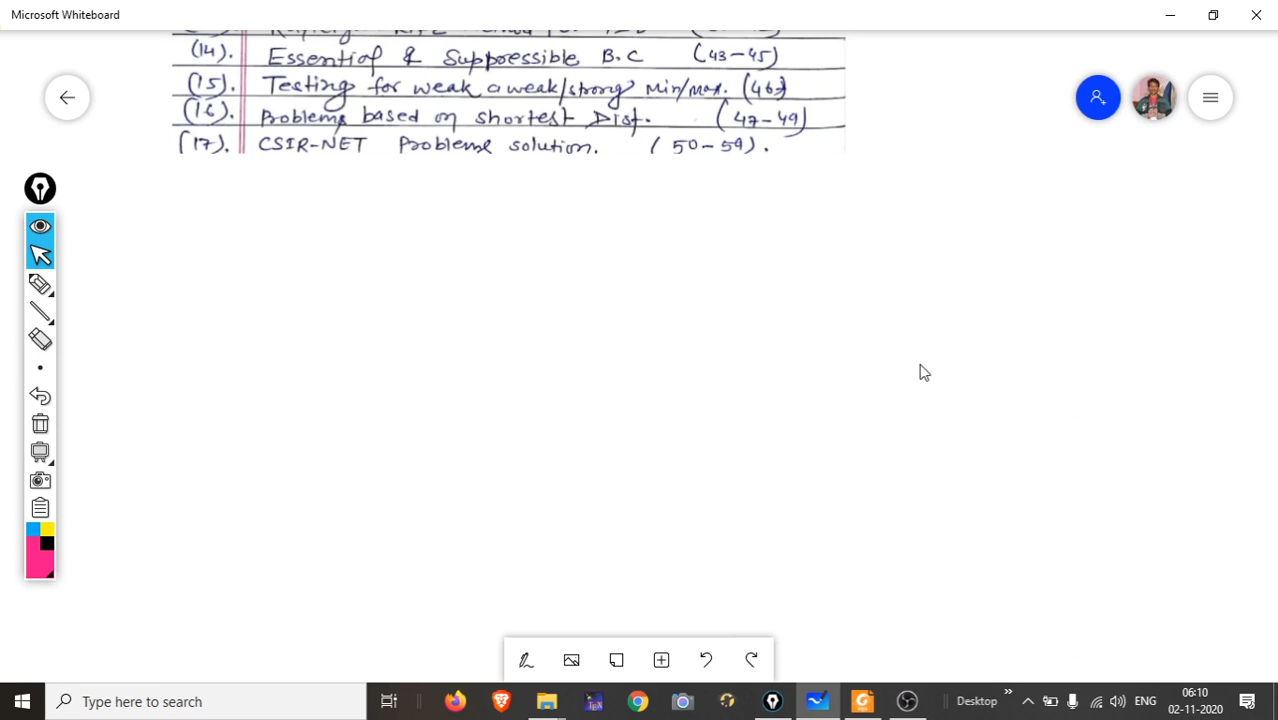 Microsoft Whiteboard
(14). Essential & Suppressible B.C (43-45)
(15). Testing for weak a weak/strong Min/max. (46)
(16). Problems based on shortest Dist. (47-49)
(17). CSIR-NET Problems solution. (50-59).
Type here to search
Desktop
ENG
06:10
02-11-2020